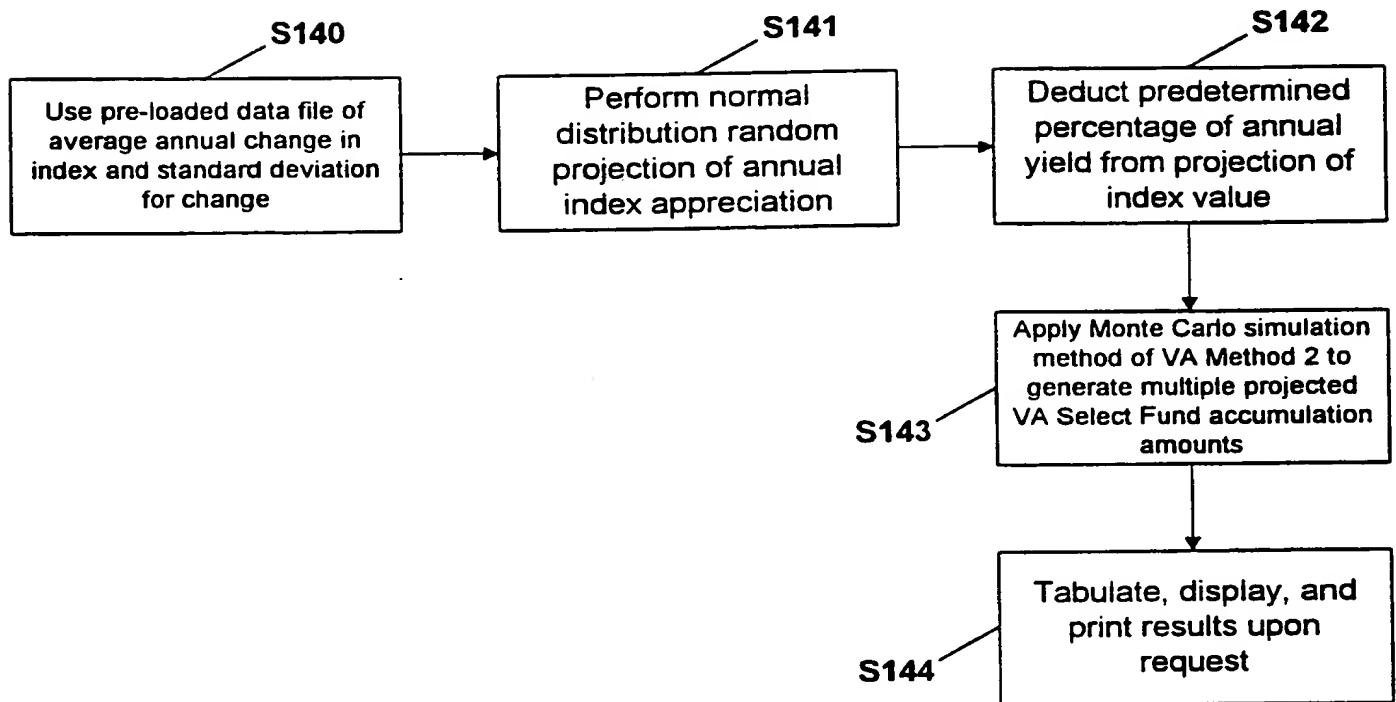 S140
Use pre-loaded data file of
average annual change in
index and standard deviation
for change
S141
Perform normal
distribution random
projection of annual
index appreciation
S142
Deduct predetermined
percentage of annual
yield from projection of
index value
S143
Apply Monte Carlo simulation
method of VA Method 2 to
generate multiple projected
VA Select Fund accumulation
amounts
S144
Tabulate, display, and
print results upon
request